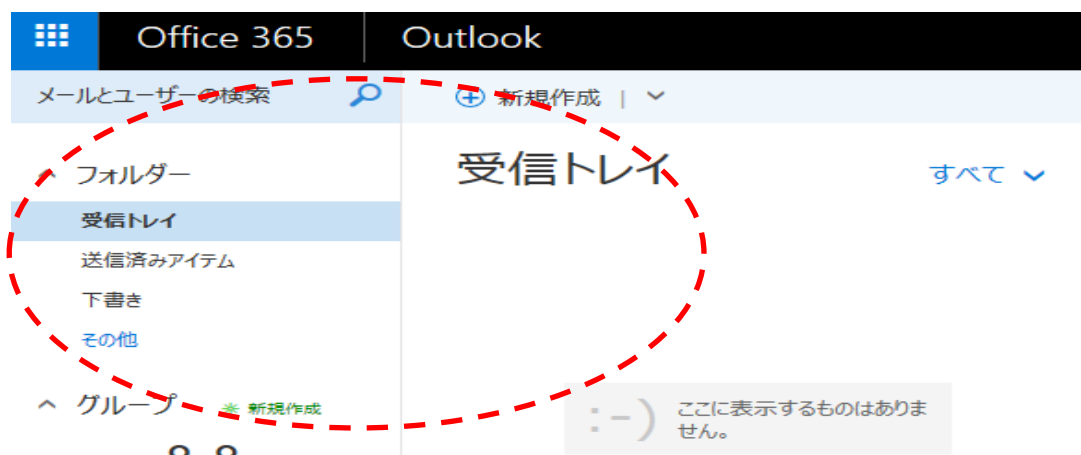 Office 365 Outlook
メールとユーザーの検索
新規作成 |
フォルダー
受信トレイ
送信済みアイテム
下書き
その他
グループ 新規作成
受信トレイ
すべて
:-) ここに表示するものはありま
せん。